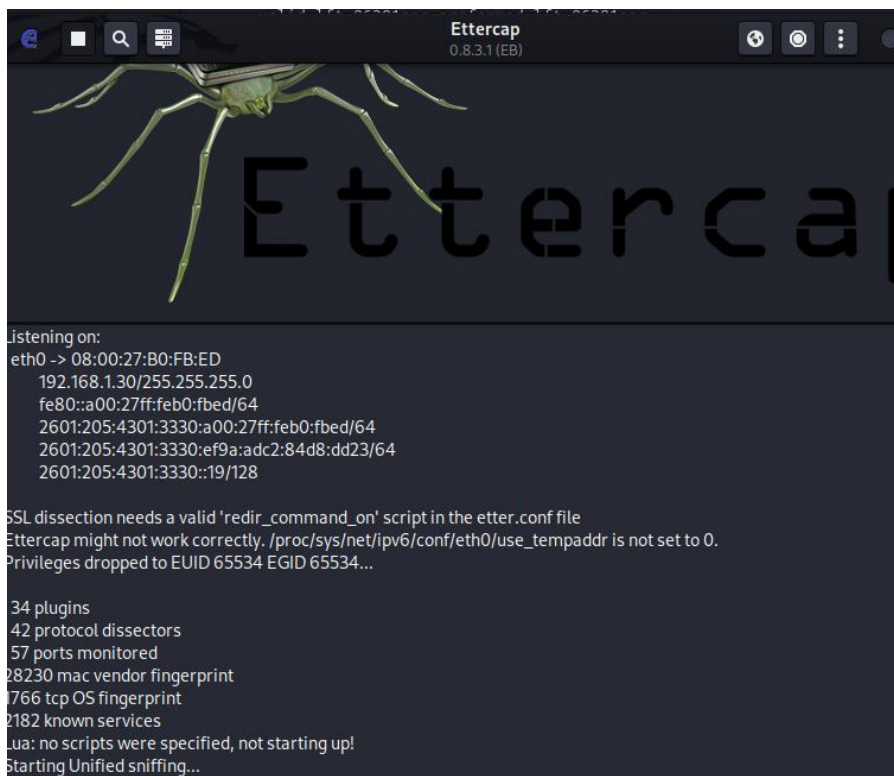 Ettercap
0.8.3.1 (EB)
Etterca
Listening on:
eth0 -> 08:00:27:B0:FB:ED
192.168.1.30/255.255.255.0
fe80::a00:27ff:feb0:fbed/64
2601:205:4301:3330:a00:27ff:feb0:fbed/64
2601:205:4301:3330:ef9a:adc2:84d8:dd23/64
2601:205:4301:3330::19/128
SSL dissection needs a valid 'redir_command_on' script in the etter.conf file
Ettercap might not work correctly. /proc/sys/net/ipv6/conf/eth0/use_tempaddr is not set to 0.
Privileges dropped to EUID 65534 EGID 65534...
34 plugins
42 protocol dissectors
57 ports monitored
28230 mac vendor fingerprint
1766 tcp OS fingerprint
2182 known services
Lua: no scripts were specified, not starting up!
Starting Unified sniffing...